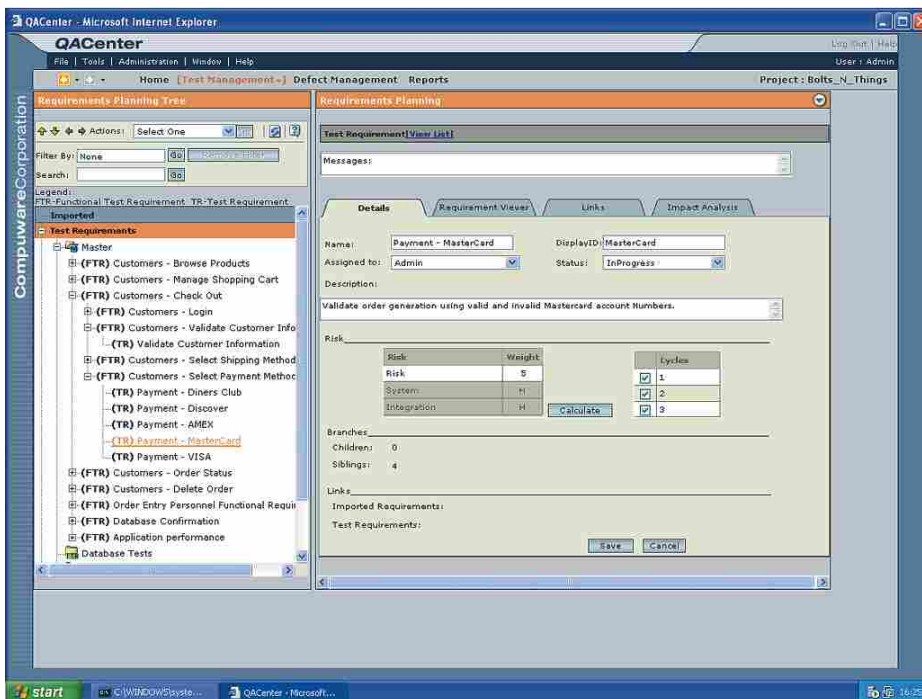 QACenter - Microsoft Internet Explorer
QACenter
Log Out | Help
File | Tools | Administration | Window | Help
User : Admin
Home [Test Management] Defect Management Reports
Project : Bolts_N_Things
CompuwareCorporation
Requirements Planning Tree
Actions: Select One
Filter By: None Go Remove Filter
Search: Go
Legend:
FTR-Functional Test Requirement TR-Test Requirement
Imported
Test Requirements
Master
(FTR) Customers - Browse Products
(FTR) Customers - Manage Shopping Cart
(FTR) Customers - Check Out
(FTR) Customers - Login
(FTR) Customers - Validate Customer Info
(TR) Validate Customer Information
(FTR) Customers - Select Shipping Method
(FTR) Customers - Select Payment Method
(TR) Payment - Diners Club
(TR) Payment - Discover
(TR) Payment - AMEX
(TR) Payment - MasterCard
(TR) Payment - VISA
(FTR) Customers - Order Status
(FTR) Customers - Delete Order
(FTR) Order Entry Personnel Functional Requi
(FTR) Database Confirmation
(FTR) Application performance
Database Tests
Requirements Planning
Test Requirement[View List]
Messages:
Details Requirement Viewer Links Impact Analysis
Name: Payment - MasterCard DisplayID: MasterCard
Assigned to: Admin Status: InProgress
Description:
Validate order generation using valid and invalid Mastercard account Numbers.
Risk
Risk Weight
Risk 5
System H
Integration H
Calculate
Cycles
1
2
3
Branches
Children: 0
Siblings: 4
Links
Imported Requirements:
Test Requirements:
Save Cancel
start C:\WINDOWS\syste... QACenter - Microsoft... 16:25